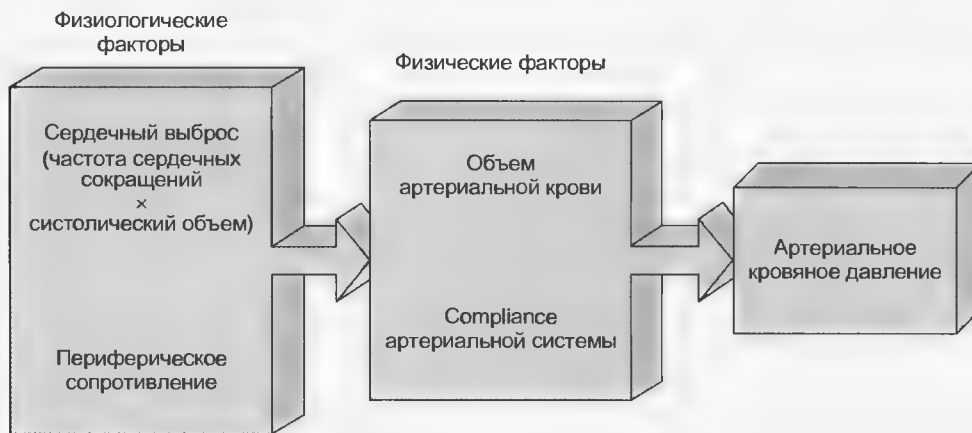 Физиологические
факторы
Сердечный выброс
(частота сердечных
сокращений
×
систолический объем)
Периферическое
сопротивление
Физические факторы
Объем
артериальной крови
Compliance
артериальной системы
Артериальное
кровяное давление